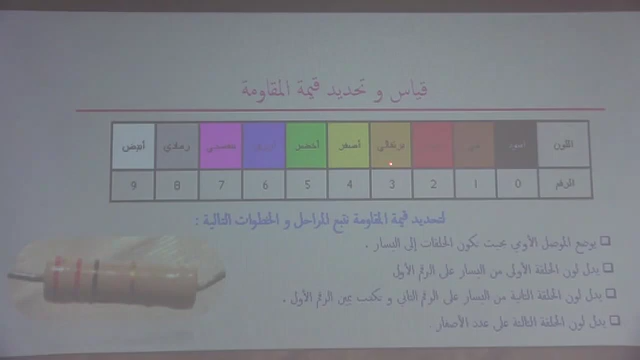 قياس و تحديد قيمة المقاومة
اللون أسود بني أحمر برتقالي أصفر أخضر أزرق بنفسجي رمادي أبيض
الرقم 0 1 2 3 4 5 6 7 8 9
لتحديد قيمة المقاومة نتبع المراحل و الخطوات التالية :
يوضع الموصل الأومي بحيث تكون الحلقات إلى اليسار .
يدل لون الحلقة الأولى من اليسار على الرقم الأول
يدل لون الحلقة الثانية من اليسار على الرقم الثاني و تكتب يمين الرقم الأول .
يدل لون الحلقة الثالثة على عدد الأصفار